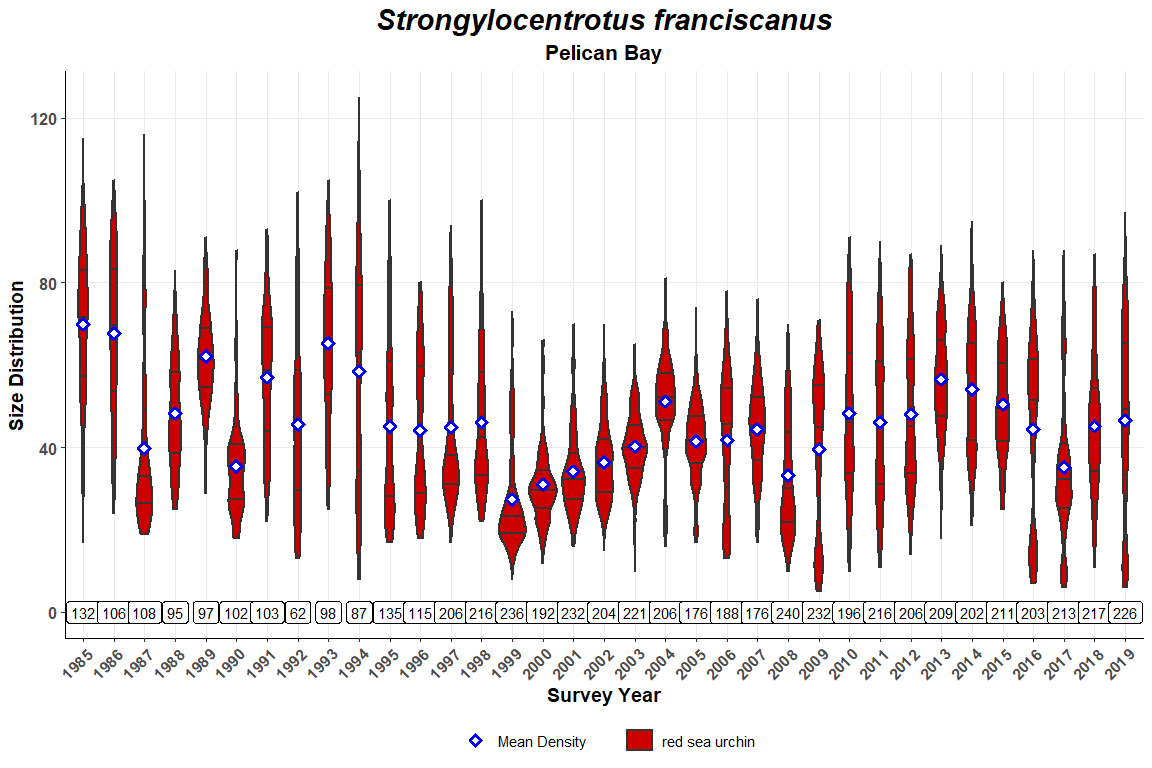 Strongylocentrotus franciscanus
Pelican Bay
Size Distribution
120
80
40
0
132 106 108 95 97 102 103 62 98 87 135 115 206 216 236 192 232 204 221 206 176 188 176 240 232 196 216 206 209 202 211 203 213 217 226
1985 1986 1987 1988 1989 1990 1991 1992 1993 1994 1995 1996 1997 1998 1999 2000 2001 2002 2003 2004 2005 2006 2007 2008 2009 2010 2011 2012 2013 2014 2015 2016 2017 2018 2019
Survey Year
Mean Density red sea urchin